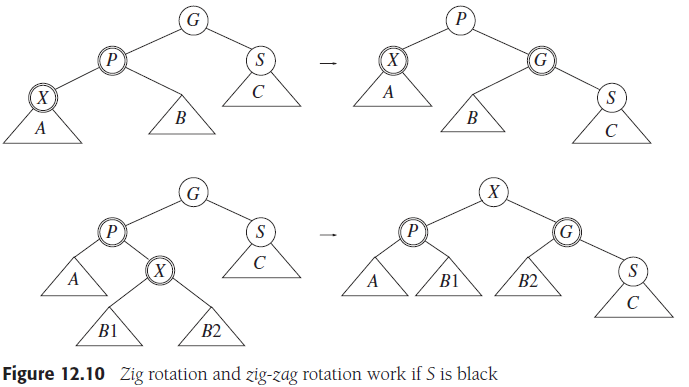 G P
P S X G
X C A S
A B B C
G X
P S P G
X C S
A A B1 B2 C
B1 B2
Figure 12.10 Zig rotation and zig-zag rotation work if S is black